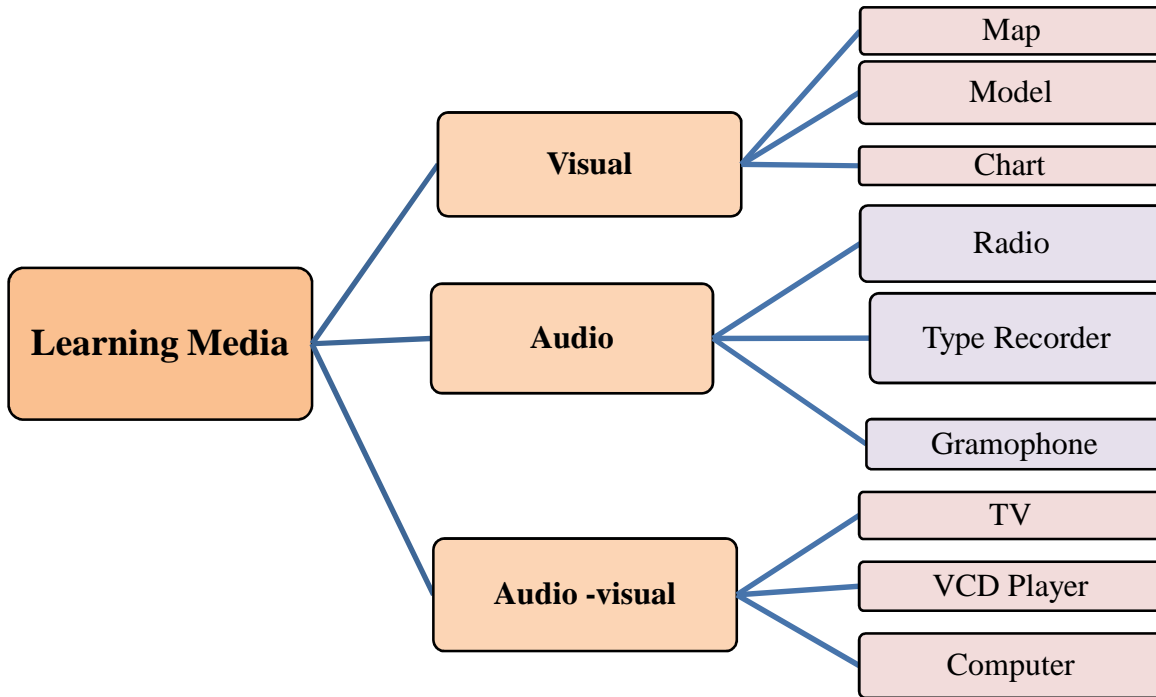 Learning Media
Visual
Map
Model
Chart
Audio
Radio
Type Recorder
Gramophone
Audio -visual
TV
VCD Player
Computer